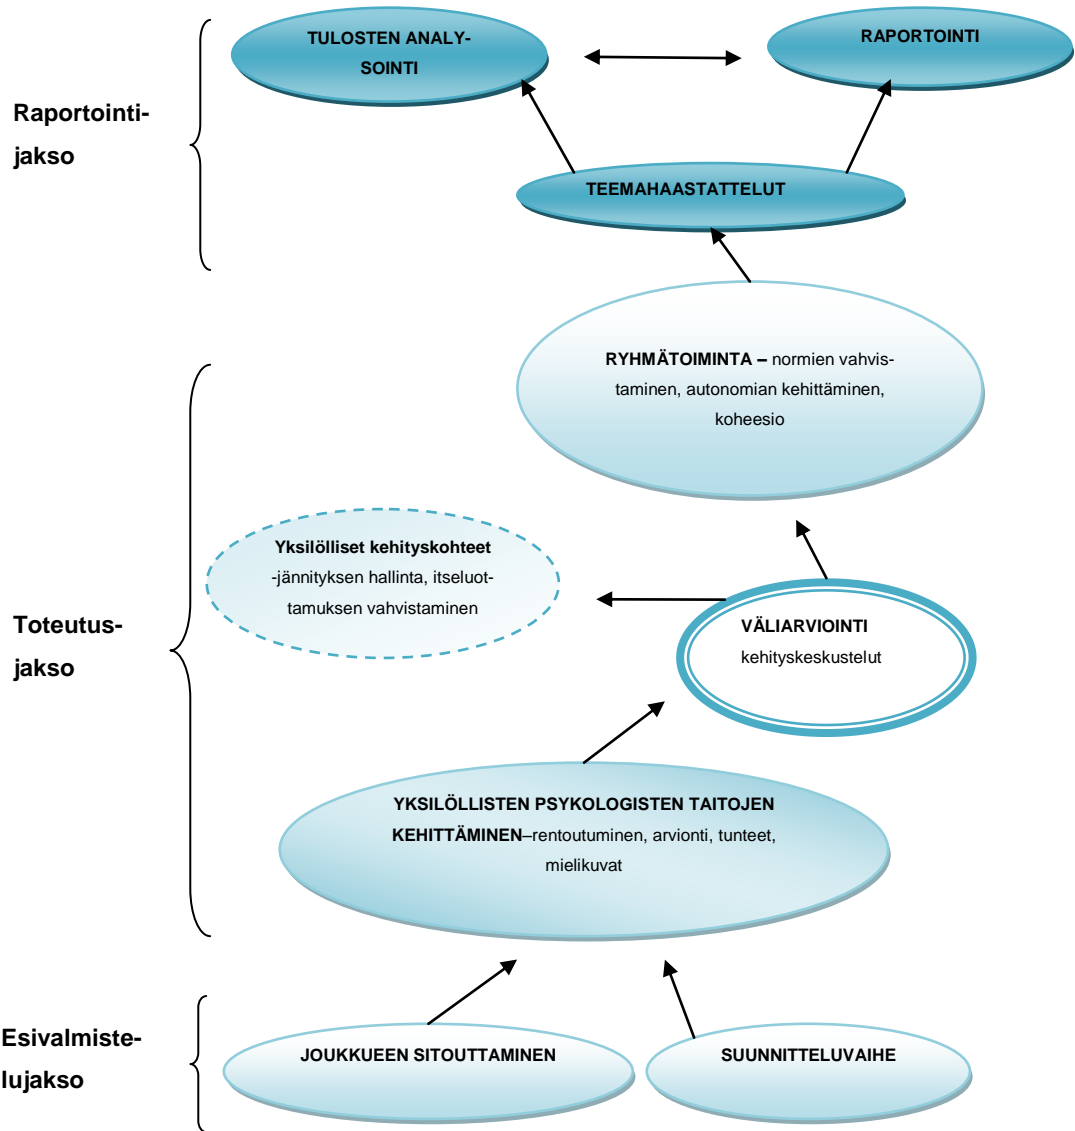 TULOSTEN ANALY-
SOINTI
RAPORTOINTI
Raportointi-
jakso
TEEMAHAASTATTELUT
RYHMÄTOIMINTA – normien vahvis-
taminen, autonomian kehittäminen,
koheesio
Yksilölliset kehityskohteet
-jännityksen hallinta, itseluot-
tamuksen vahvistaminen
Toteutus-
jakso
VÄLIARVIOINTI
kehityskeskustelut
YKSILÖLLISTEN PSYKOLOGISTEN TAITOJEN
KEHITTÄMINEN–rentoutuminen, arvionti, tunteet,
mielikuvat
Esivalmiste-
lujakso
JOUKKUEEN SITOUTTAMINEN
SUUNNITTELUVAIHE